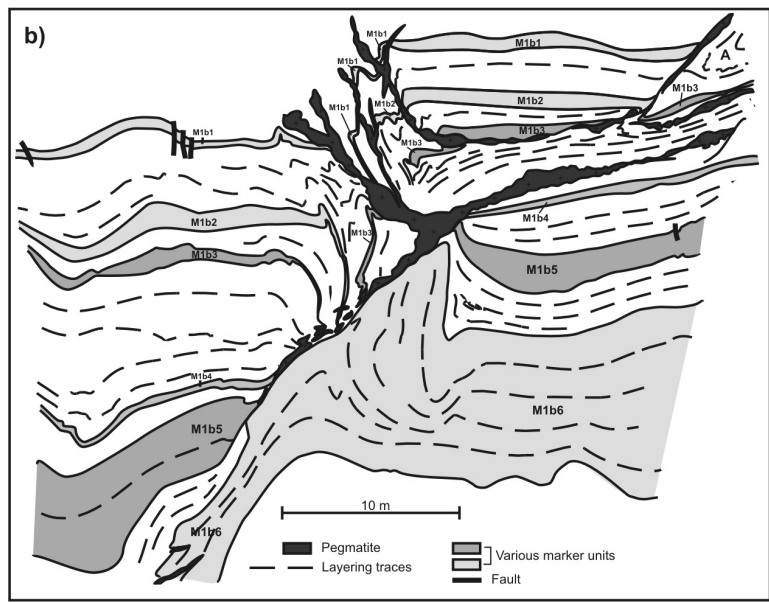 b)
M1b1
M1b1
M1b1
A
M1b1
M1b3
M1b2
M1b2
M1b1
M1b3
M1b3
M1b2
M1b3
M1b4
M1b3
M1b5
M1b4
M1b6
M1b5
10 m
M1b6
Pegmatite
Various marker units
Layering traces
Fault